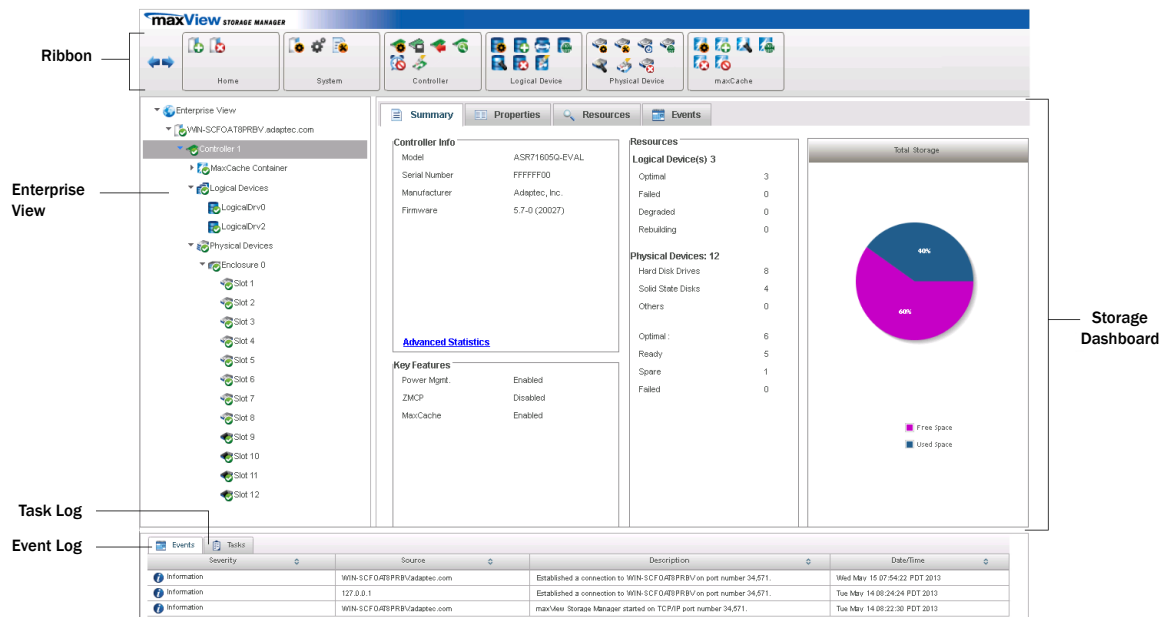 maxView STORAGE MANAGER
Ribbon
Home
System
Controller
Logical Device
Physical Device
maxCache
Enterprise View
Enterprise View
WIN-SCFOAT8PRBV.adaptec.com
Controller 1
MaxCache Container
Logical Devices
LogicalDrv0
LogicalDrv2
Physical Devices
Enclosure 0
Slot 1
Slot 2
Slot 3
Slot 4
Slot 5
Slot 6
Slot 7
Slot 8
Slot 9
Slot 10
Slot 11
Slot 12
Summary Properties Resources Events
Controller Info
Model ASR71605Q-EVAL
Serial Number FFFFFF00
Manufacturer Adaptec, Inc.
Firmware 5.7-0 (20027)
Advanced Statistics
Key Features
Power Mgmt. Enabled
ZMCP Disabled
MaxCache Enabled
Resources
Logical Device(s) 3
Optimal 3
Failed 0
Degraded 0
Rebuilding 0
Physical Devices: 12
Hard Disk Drives 8
Solid State Disks 4
Others 0
Optimal : 6
Ready 5
Spare 1
Failed 0
Total Storage
40%
60%
Free Space
Used Space
Storage Dashboard
Task Log
Event Log
Events Tasks
Severity Source Description Date/Time
Information WIN-SCFOAT8PRBV.adaptec.com Established a connection to WIN-SCFOAT8PRBV on port number 34,571. Wed May 15 07:54:22 PDT 2013
Information 127.0.0.1 Established a connection to WIN-SCFOAT8PRBV on port number 34,571. Tue May 14 08:24:24 PDT 2013
Information WIN-SCFOAT8PRBV.adaptec.com maxView Storage Manager started on TCP/IP port number 34,571. Tue May 14 08:22:30 PDT 2013